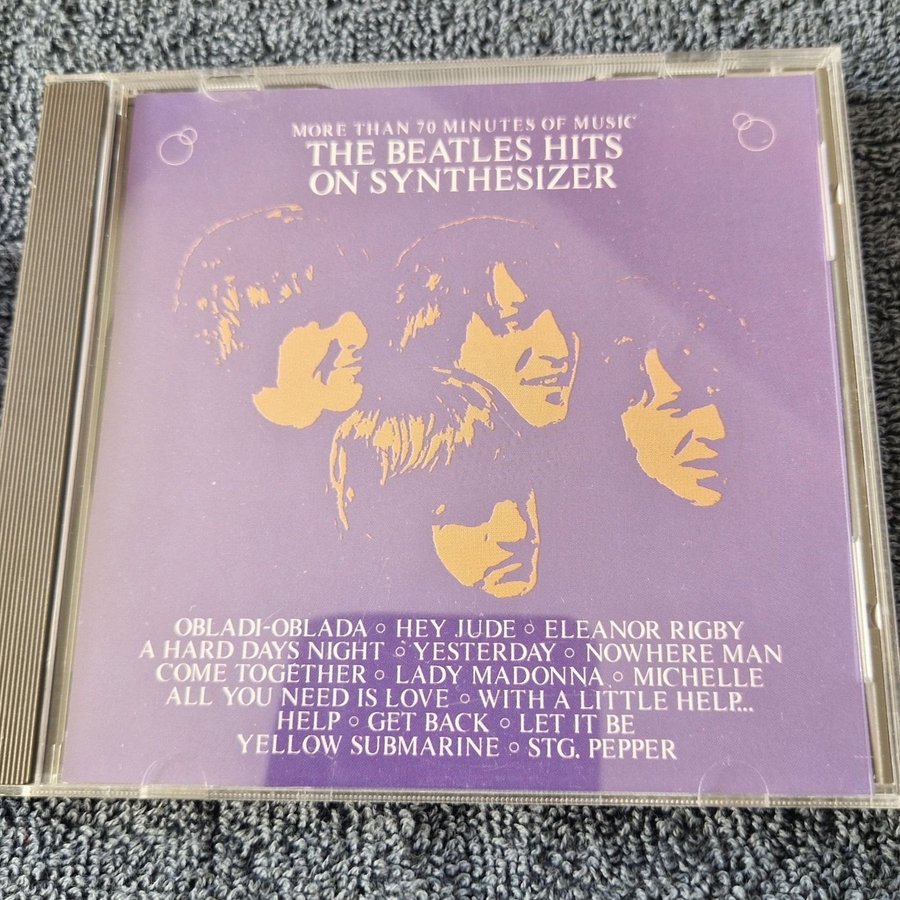 MORE THAN 70 MINUTES OF MUSIC
THE BEATLES HITS
ON SYNTHESIZER
OBLADI-OBLADA ○ HEY JUDE ○ ELEANOR RIGBY
A HARD DAYS NIGHT ○ YESTERDAY ○ NOWHERE MAN
COME TOGETHER ○ LADY MADONNA ○ MICHELLE
ALL YOU NEED IS LOVE ○ WITH A LITTLE HELP...
HELP ○ GET BACK ○ LET IT BE
YELLOW SUBMARINE ○ STG. PEPPER